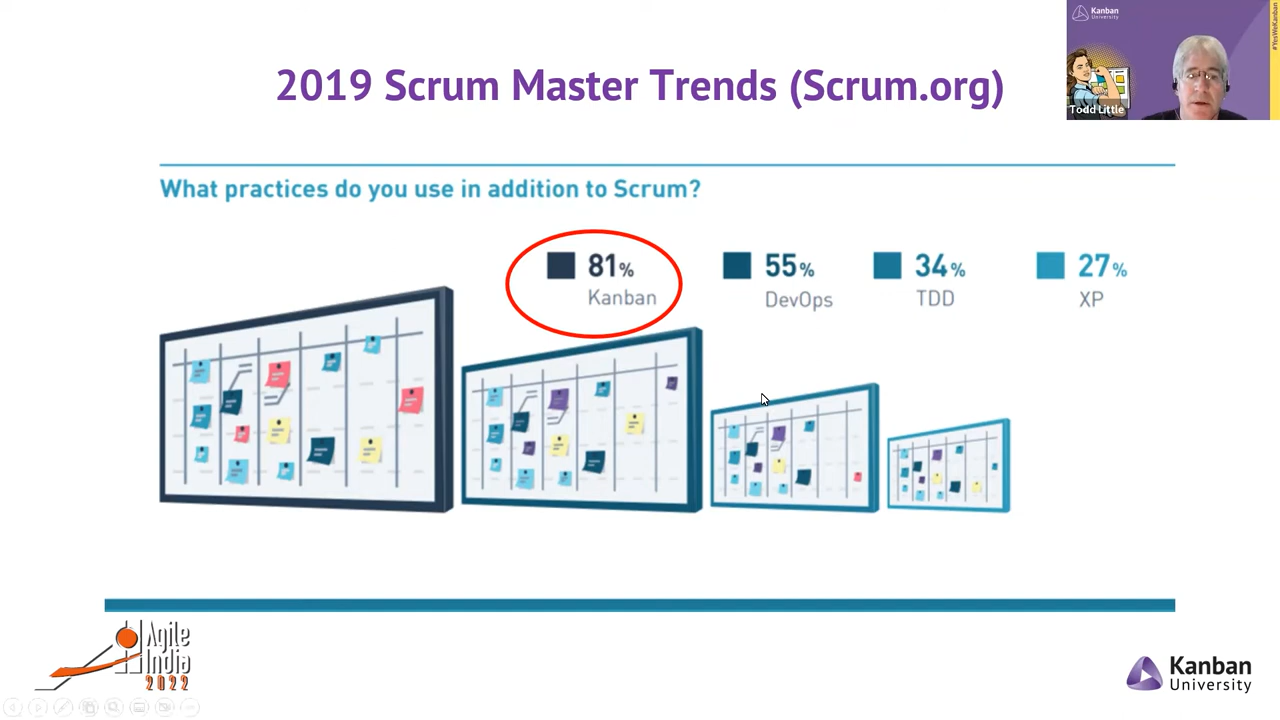 Kanban
University
#YesWeKanban
Todd Little
2019 Scrum Master Trends (Scrum.org)
What practices do you use in addition to Scrum?
81%
Kanban
55%
DevOps
34%
TDD
27%
XP
Agile
India
2022
Kanban
University